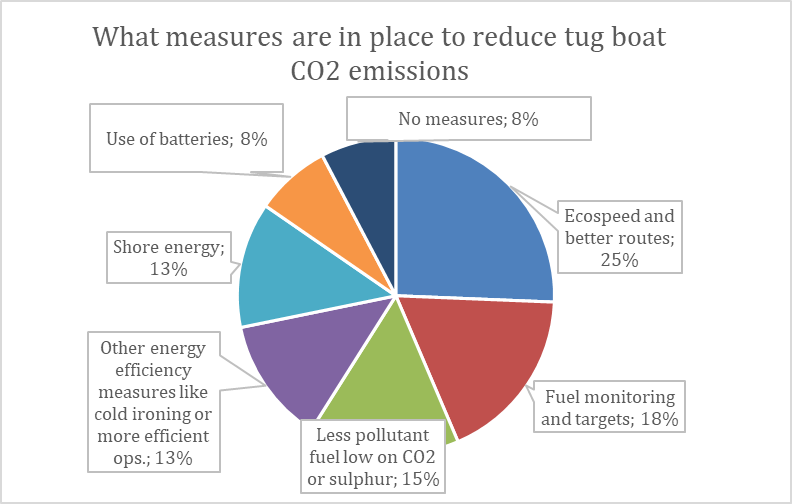 What measures are in place to reduce tug boat
CO2 emissions
No measures; 8%
Use of batteries; 8%
Ecospeed and
better routes;
25%
Shore energy;
13%
Other energy
efficiency
measures like
cold ironing or
more efficient
ops.; 13%
Fuel monitoring
and targets; 18%
Less pollutant
fuel low on CO2
or sulphur; 15%